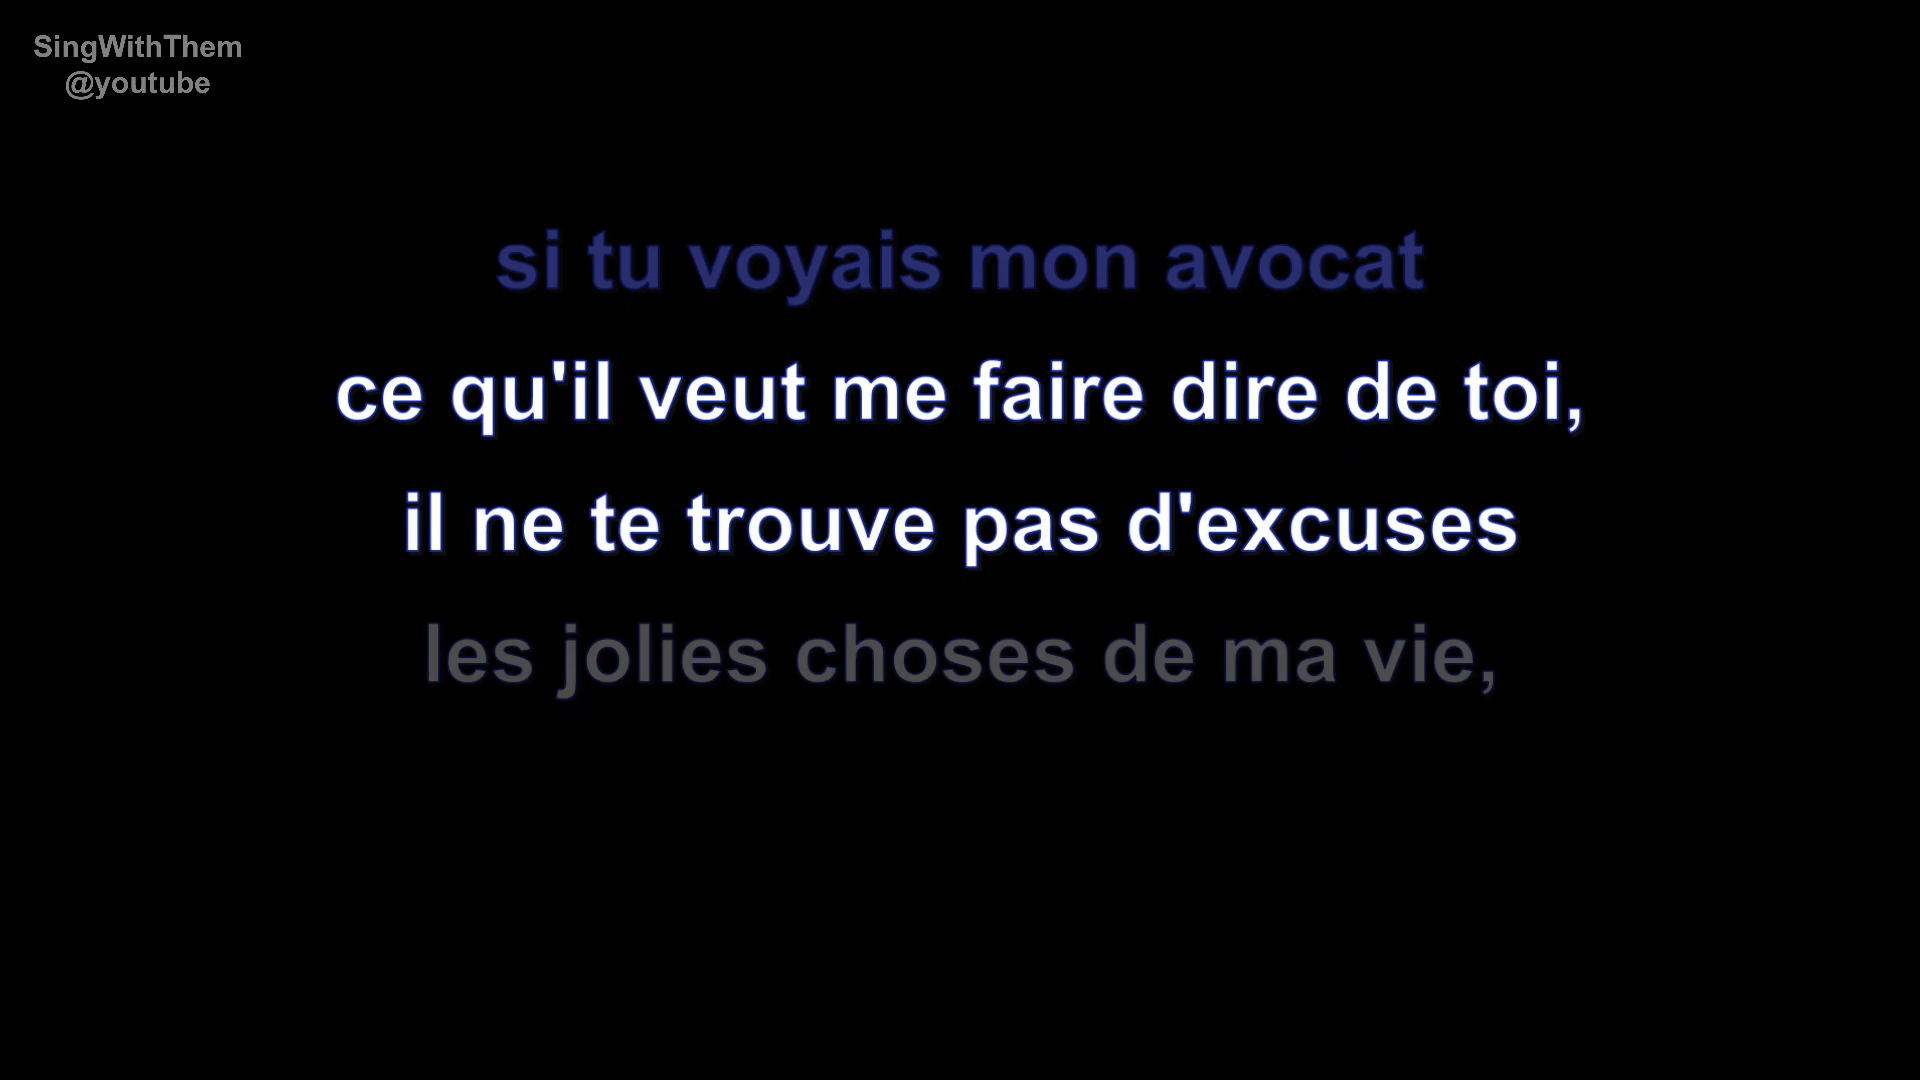 SingWithThem
@youtube
si tu voyais mon avocat
ce qu'il veut me faire dire de toi,
il ne te trouve pas d'excuses
les jolies choses de ma vie,